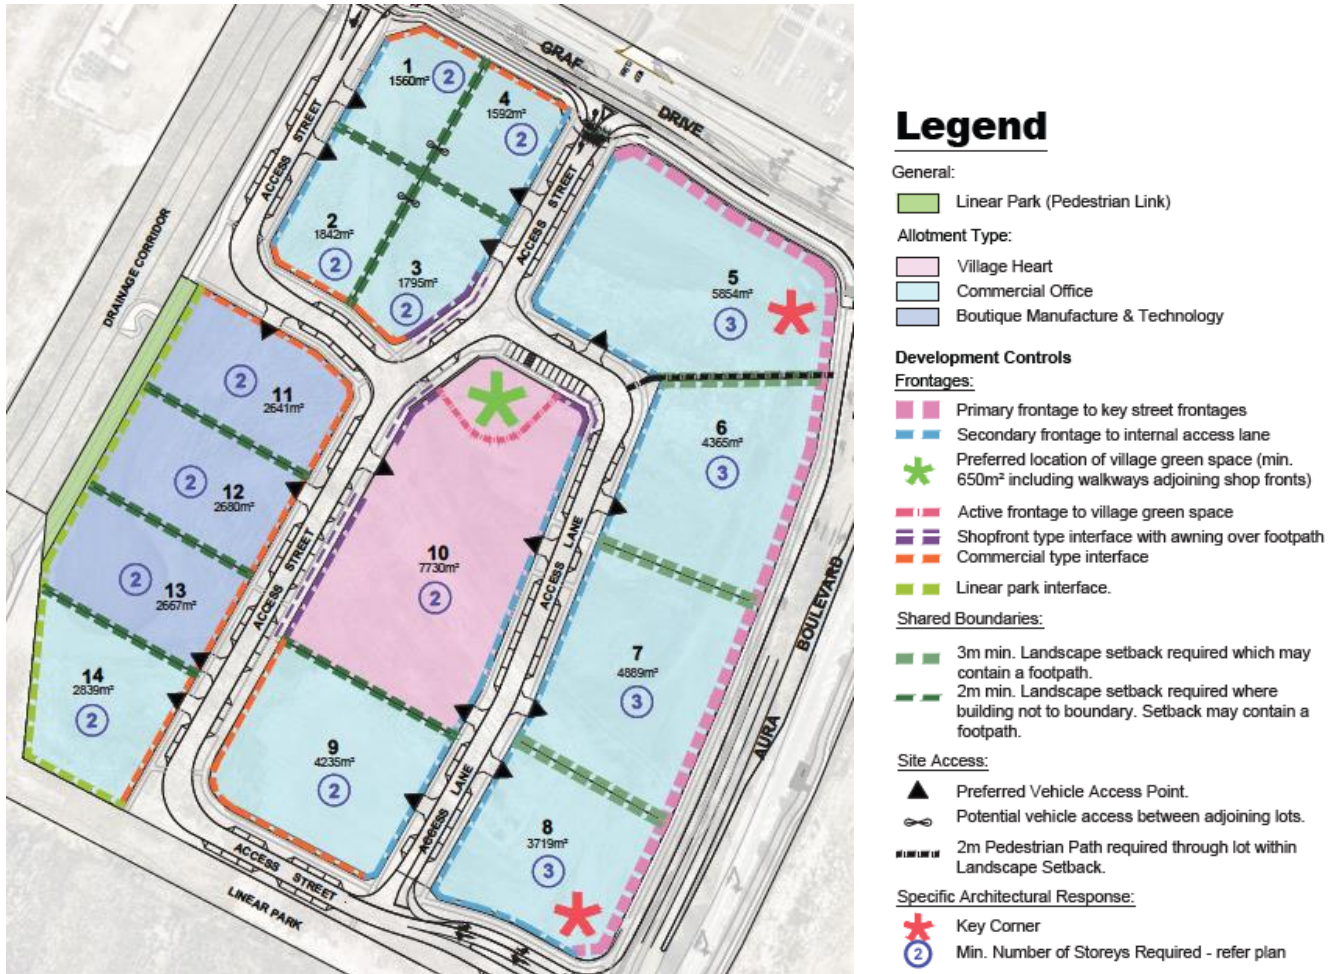 GRAF
DRIVE
1
1560m²
2
4
1592m²
2
ACCESS STREET
2
1842m²
2
3
1795m²
2
ACCESS STREET
DRAINAGE CORRIDOR
5
5854m²
3
11
2641m²
2
6
4365m²
3
12
2680m²
2
13
2667m²
2
10
7730m²
2
ACCESS STREET
ACCESS LANE
7
4889m²
3
AURA BOULEVARD
14
2839m²
2
9
4235m²
2
ACCESS LANE
8
3719m²
3
ACCESS STREET
LINEAR PARK
Legend
General:
Linear Park (Pedestrian Link)
Allotment Type:
Village Heart
Commercial Office
Boutique Manufacture & Technology
Development Controls
Frontages:
Primary frontage to key street frontages
Secondary frontage to internal access lane
Preferred location of village green space (min.
650m² including walkways adjoining shop fronts)
Active frontage to village green space
Shopfront type interface with awning over footpath
Commercial type interface
Linear park interface.
Shared Boundaries:
3m min. Landscape setback required which may
contain a footpath.
2m min. Landscape setback required where
building not to boundary. Setback may contain a
footpath.
Site Access:
Preferred Vehicle Access Point.
Potential vehicle access between adjoining lots.
2m Pedestrian Path required through lot within
Landscape Setback.
Specific Architectural Response:
Key Corner
2 Min. Number of Storeys Required - refer plan